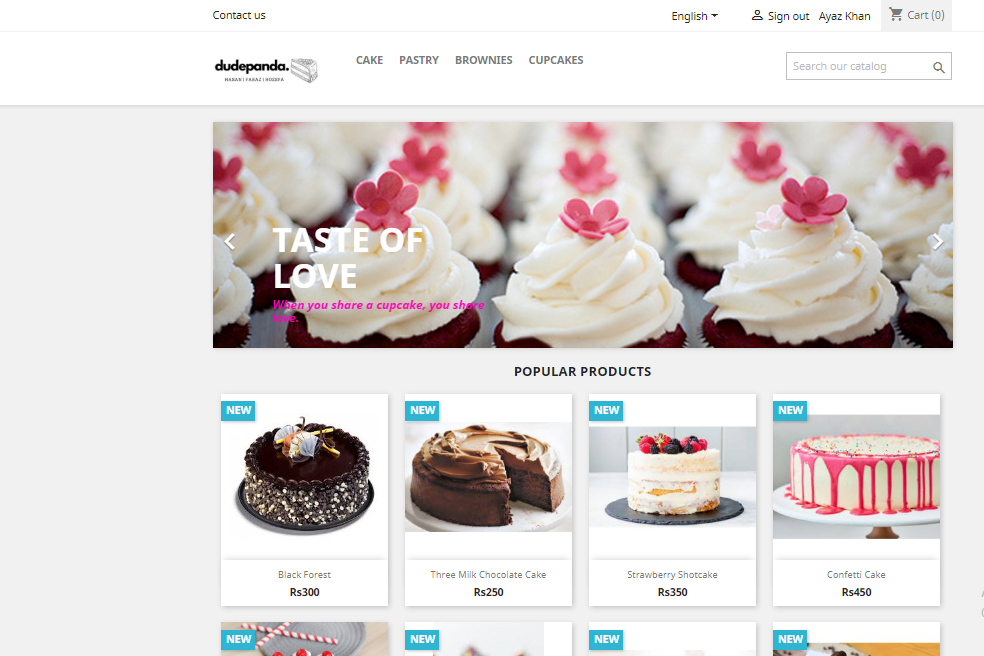 Contact us
English
Sign out
Ayaz Khan
Cart (0)
dudepanda.
HASAN | FARAZ | HOZEFA
CAKE
PASTRY
BROWNIES
CUPCAKES
Search our catalog
TASTE OF
LOVE
When you share a cupcake, you share
POPULAR PRODUCTS
NEW
NEW
NEW
NEW
Black Forest
Three Milk Chocolate Cake
Strawberry Shotcake
Confetti Cake
Rs300
Rs250
Rs350
Rs450
NEW
NEW
NEW
NEW